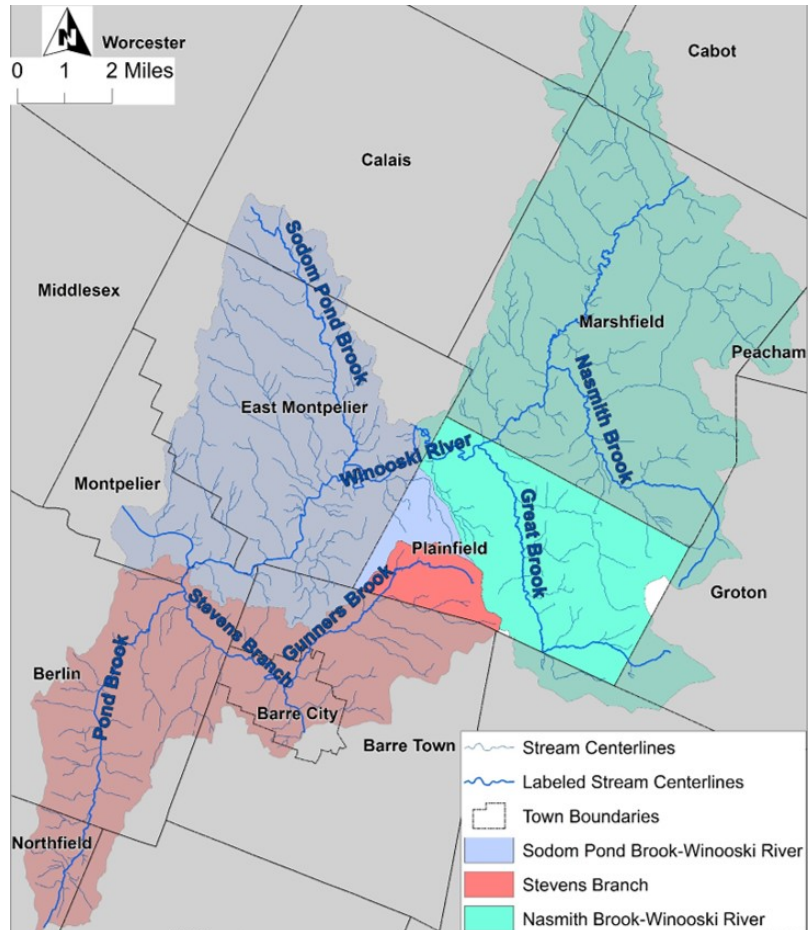 N
Worcester
0 1 2 Miles
Cabot
Calais
Sodom Pond Brook
Middlesex
Marshfield
Peacham
Nasmith Brook
East Montpelier
Winooski River
Montpelier
Great Brook
Plainfield
Groton
Gunners Brook
Stevens Branch
Berlin
Pond Brook
Barre City
Barre Town
Northfield
Stream Centerlines
Labeled Stream Centerlines
Town Boundaries
Sodom Pond Brook-Winooski River
Stevens Branch
Nasmith Brook-Winooski River